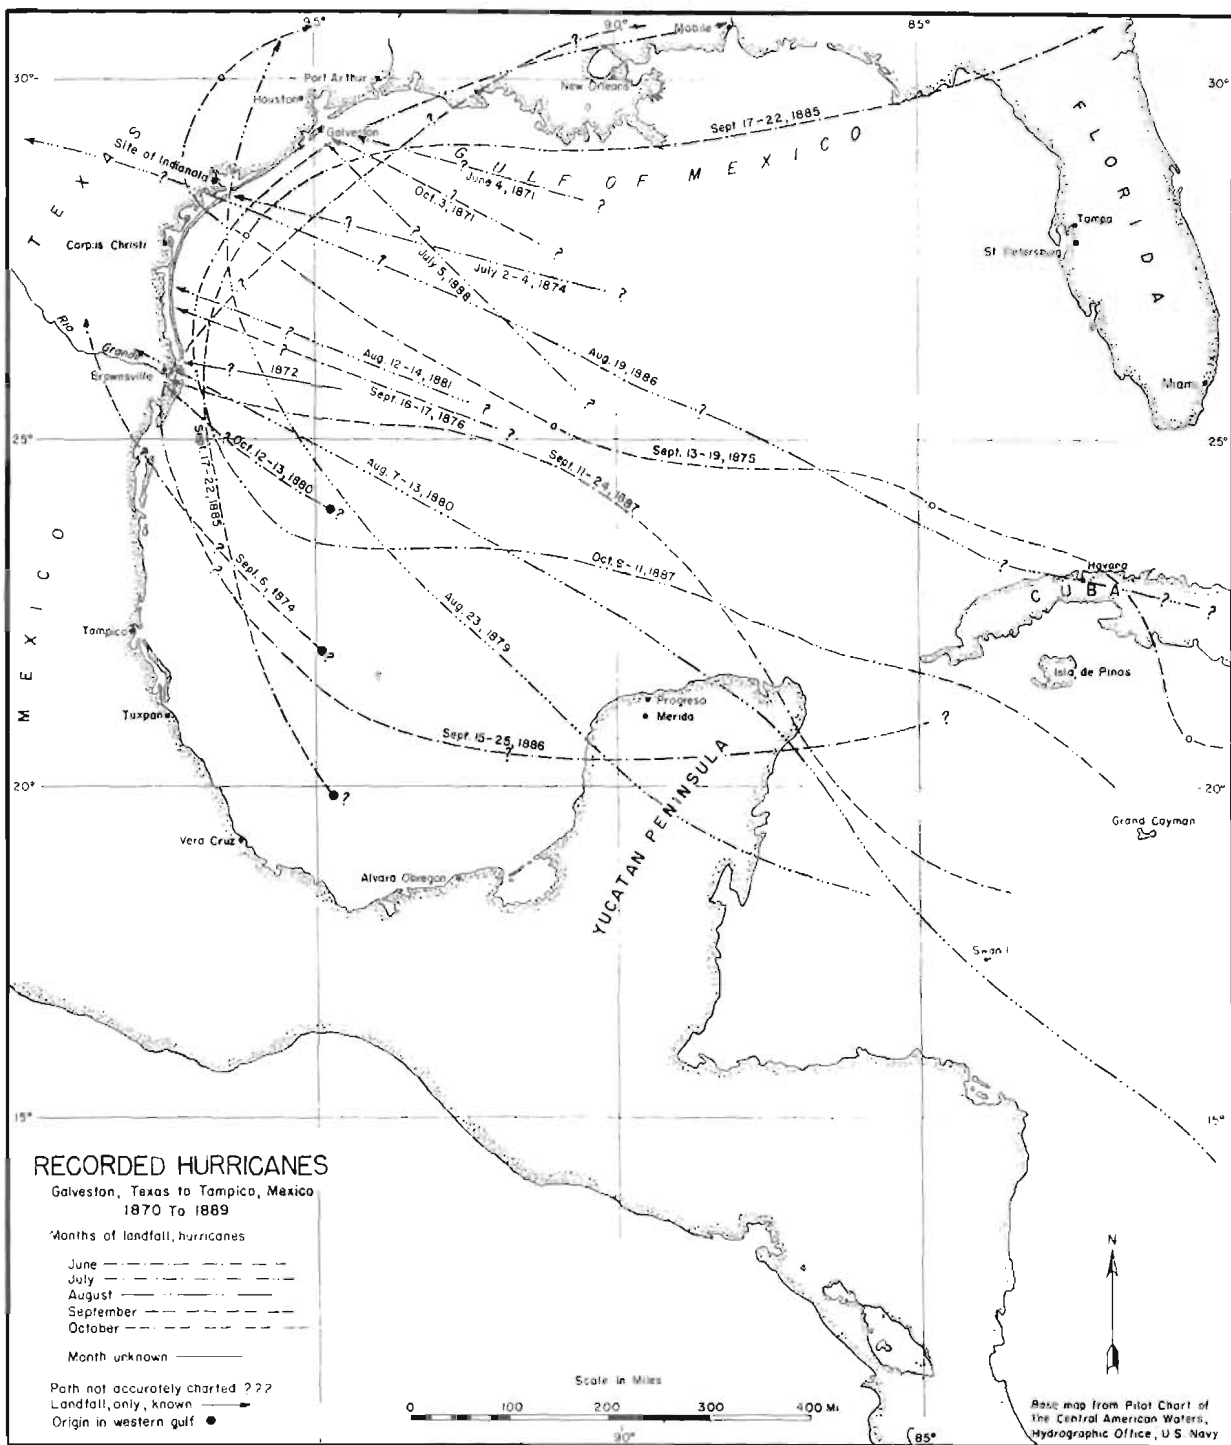 95°
90°
85°
Mobile
30°
30°
Port Arthur
Houston
New Orleans
Galveston
Sept 17-22, 1885
GULF OF MEXICO
FLORIDA
TEXAS
Site of Indianola
June 4, 1871
?
Oct. 3, 1871
?
Corpus Christi
July 5, 1888
?
July 2-4, 1874
?
Tampa
St Petersburg
Rio
Grande
Brownsville
1872
?
Aug. 12-14, 1881
?
Aug. 19, 1886
?
Sept. 16-17, 1876
?
Miami
25°
25°
Sept. 17-22, 1885
Oct. 12-13, 1880
?
Aug. 7-13, 1880
Sept. 11-24, 1887
Sept. 13-19, 1875
MEXICO
Sept. 6, 1874
?
Oct. 9-11, 1887
Havana
CUBA
?
Aug. 23, 1879
Tampico
Isla de Pinos
Progreso
Merida
Tuxpan
Sept. 15-25, 1886
?
YUCATAN PENINSULA
20°
20°
?
Grand Cayman
Vera Cruz
Alvaro Obregon
Swan I
15°
15°
RECORDED HURRICANES
Galveston, Texas to Tampico, Mexico
1870 To 1889
Months of landfall, hurricanes
June
July
August
September
October
Month unknown
Path not accurately charted ???
Landfall, only, known
Origin in western gulf
N
Scale in Miles
0 100 200 300 400 Mi
90°
85°
Base map from Pilot Chart of
the Central American Waters,
Hydrographic Office, U.S. Navy